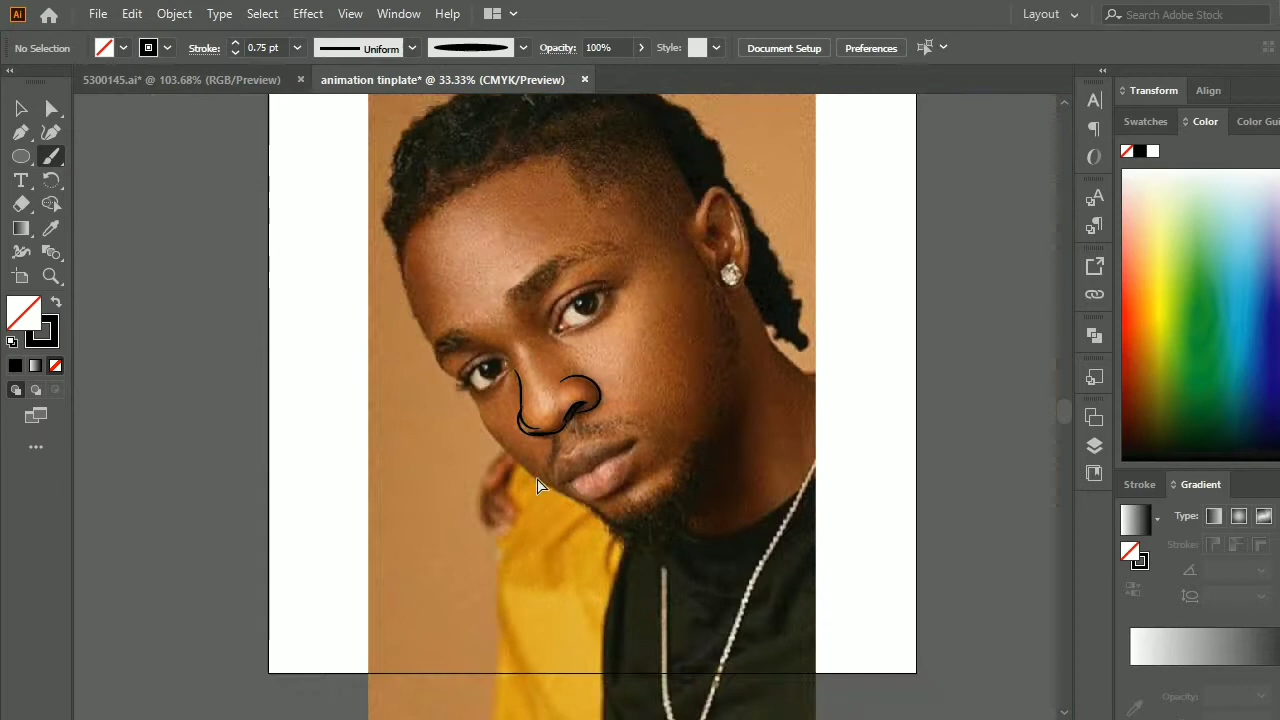 Ai File Edit Object Type Select Effect View Window Help Layout Search Adobe Stock
No Selection Stroke: 0.75 pt Uniform Opacity: 100% Style: Document Setup Preferences
5300145.ai* @ 103.68% (RGB/Preview) × animation tinplate* @ 33.33% (CMYK/Preview) ×
Transform Align
Swatches Color Color Gui
Stroke Gradient
Type:
Stroke:
Opacity: